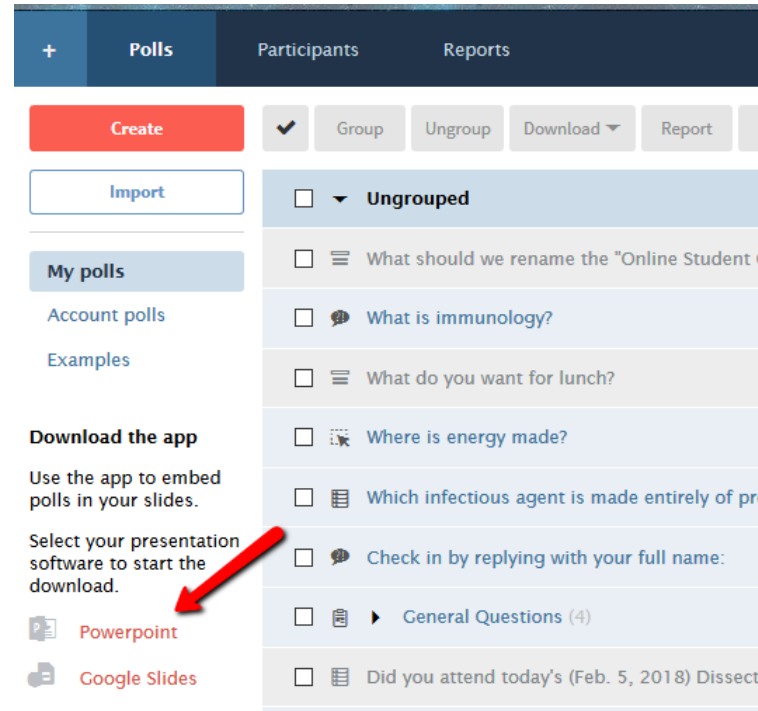 + Polls Participants Reports
Create
Group Ungroup Download Report
Import
Ungrouped
My polls
What should we rename the "Online Student
Account polls
What is immunology?
Examples
What do you want for lunch?
Download the app
Where is energy made?
Use the app to embed
polls in your slides.
Which infectious agent is made entirely of
Select your presentation
software to start the
download.
Check in by replying with your full name:
Powerpoint
General Questions (4)
Google Slides
Did you attend today's (Feb. 5, 2018) Dissect